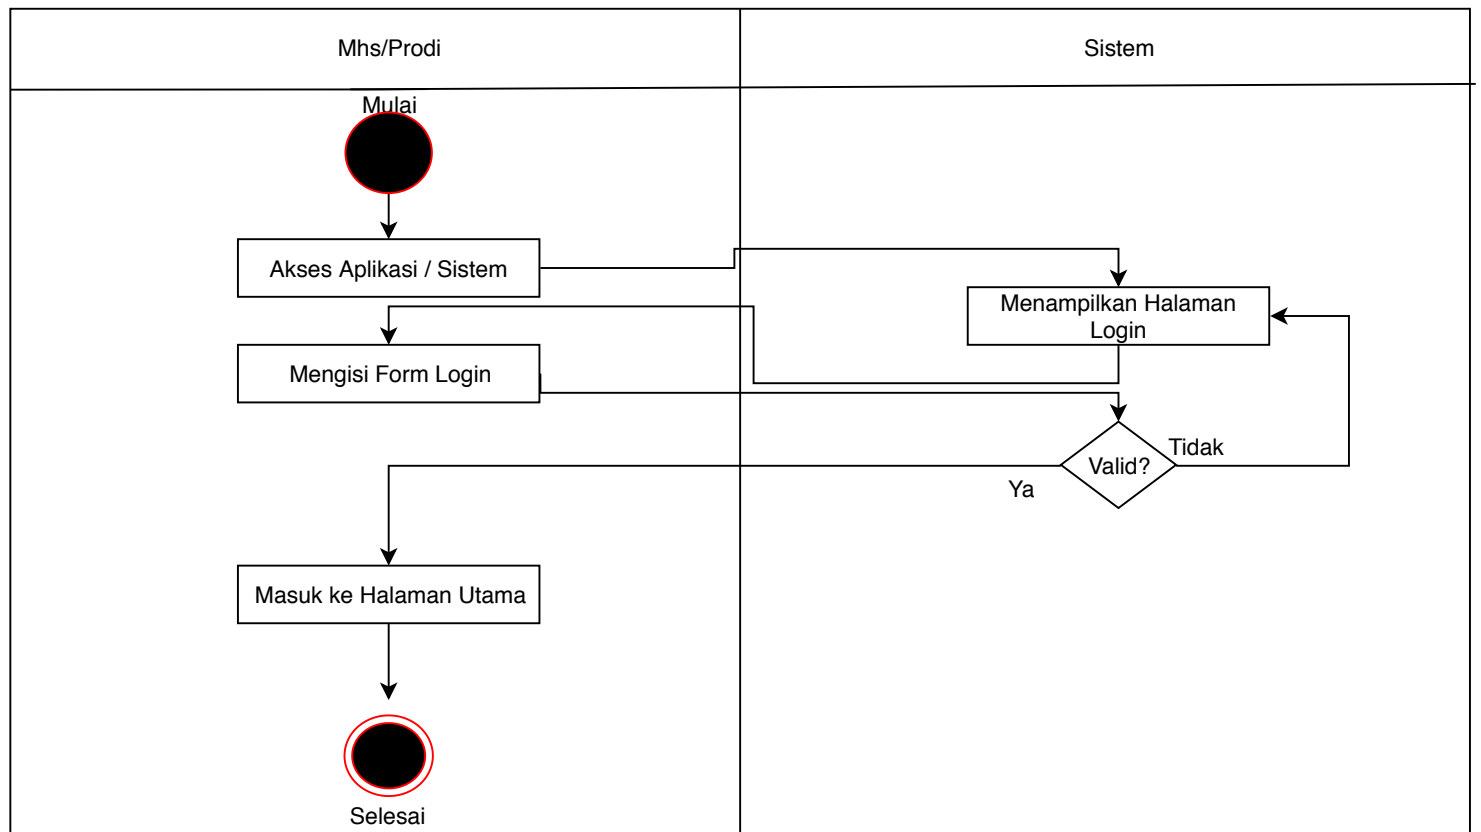 Mhs/Prodi
Sistem
Mulai
Akses Aplikasi / Sistem
Menampilkan Halaman
Login
Mengisi Form Login
Valid?
Tidak
Ya
Masuk ke Halaman Utama
Selesai